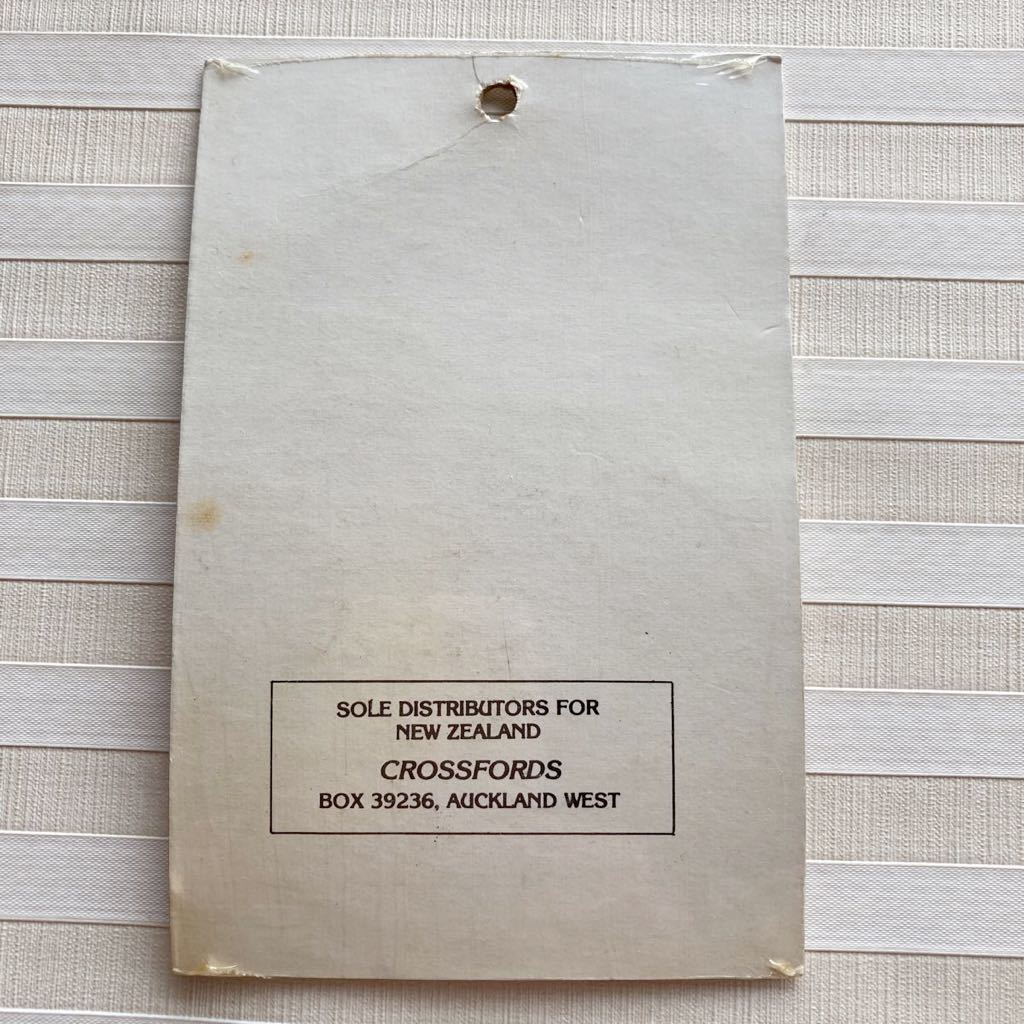 SOLE DISTRIBUTORS FOR
NEW ZEALAND
CROSSFORDS
BOX 39236, AUCKLAND WEST